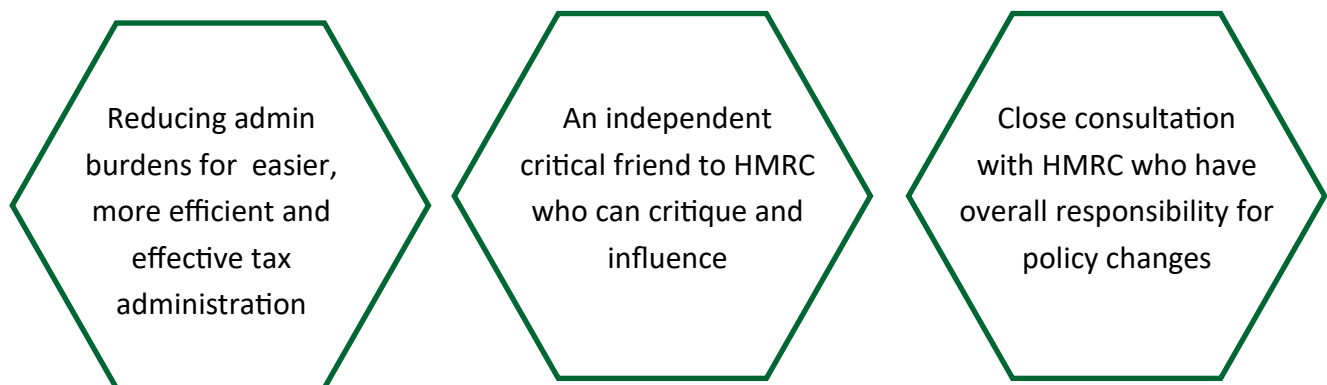 Reducing admin
burdens for  easier,
more efficient and
effective tax
administration
An independent
critical friend to HMRC
who can critique and
influence
Close consultation
with HMRC who have
overall responsibility for
policy changes